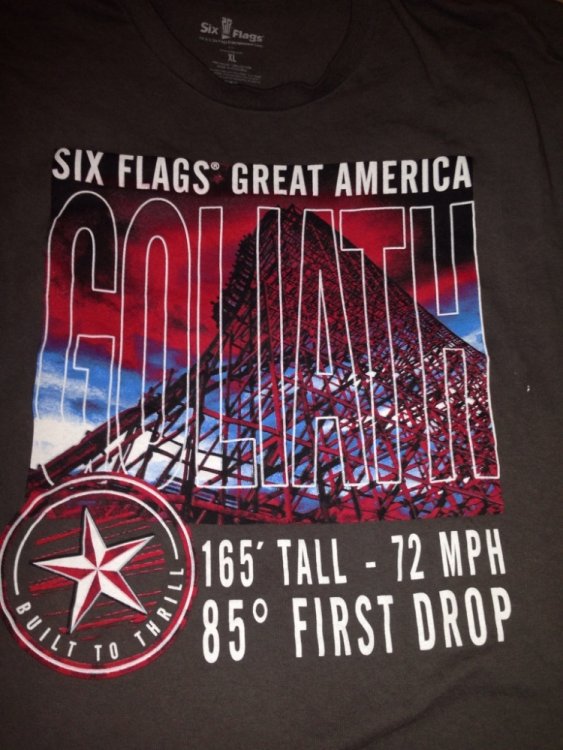 Six Flags
XL
SIX FLAGS® GREAT AMERICA
GOLIATH
165' TALL - 72 MPH
85° FIRST DROP
BUILT TO THRILL